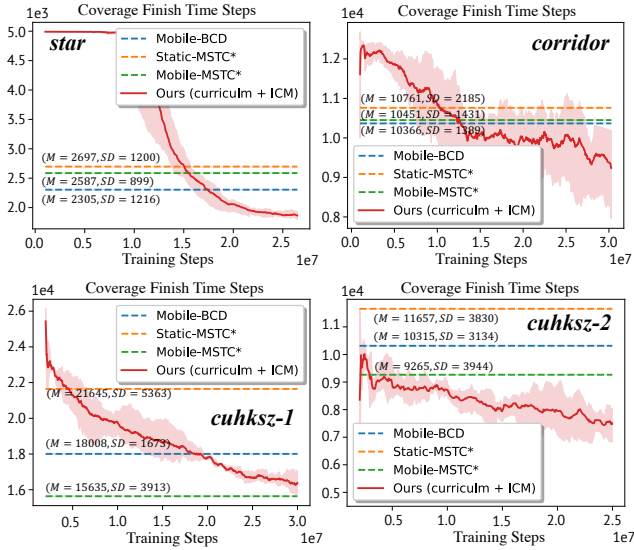 Coverage Finish Time Steps
1e3
star
5.0
4.5
4.0
3.5
3.0
2.5
2.0
Mobile-BCD
Static-MSTC*
Mobile-MSTC*
Ours (curriculm + ICM)
(M = 2697, SD = 1200)
(M = 2587, SD = 899)
(M = 2305, SD = 1216)
0.0 0.5 1.0 1.5 2.0 2.5
Training Steps
1e7
Coverage Finish Time Steps
1e4
corridor
1.2
1.1
1.0
0.9
0.8
(M = 10761, SD = 2185)
(M = 10451, SD = 1431)
(M = 10366, SD = 1389)
Mobile-BCD
Static-MSTC*
Mobile-MSTC*
Ours (curriculm + ICM)
0.0 0.5 1.0 1.5 2.0 2.5 3.0
Training Steps
1e7
Coverage Finish Time Steps
1e4
2.6
2.4
2.2
2.0
1.8
1.6
Mobile-BCD
Static-MSTC*
Mobile-MSTC*
Ours (curriculm + ICM)
(M = 21645, SD = 5363)
cuhksz-1
(M = 18008, SD = 1673)
(M = 15635, SD = 3913)
0.5 1.0 1.5 2.0 2.5 3.0
Training Steps
1e7
Coverage Finish Time Steps
1e4
1.1
1.0
0.9
0.8
0.7
0.6
0.5
(M = 11657, SD = 3830)
cuhksz-2
(M = 10315, SD = 3134)
(M = 9265, SD = 3944)
Mobile-BCD
Static-MSTC*
Mobile-MSTC*
Ours (curriculm + ICM)
0.5 1.0 1.5 2.0 2.5
Training Steps
1e7